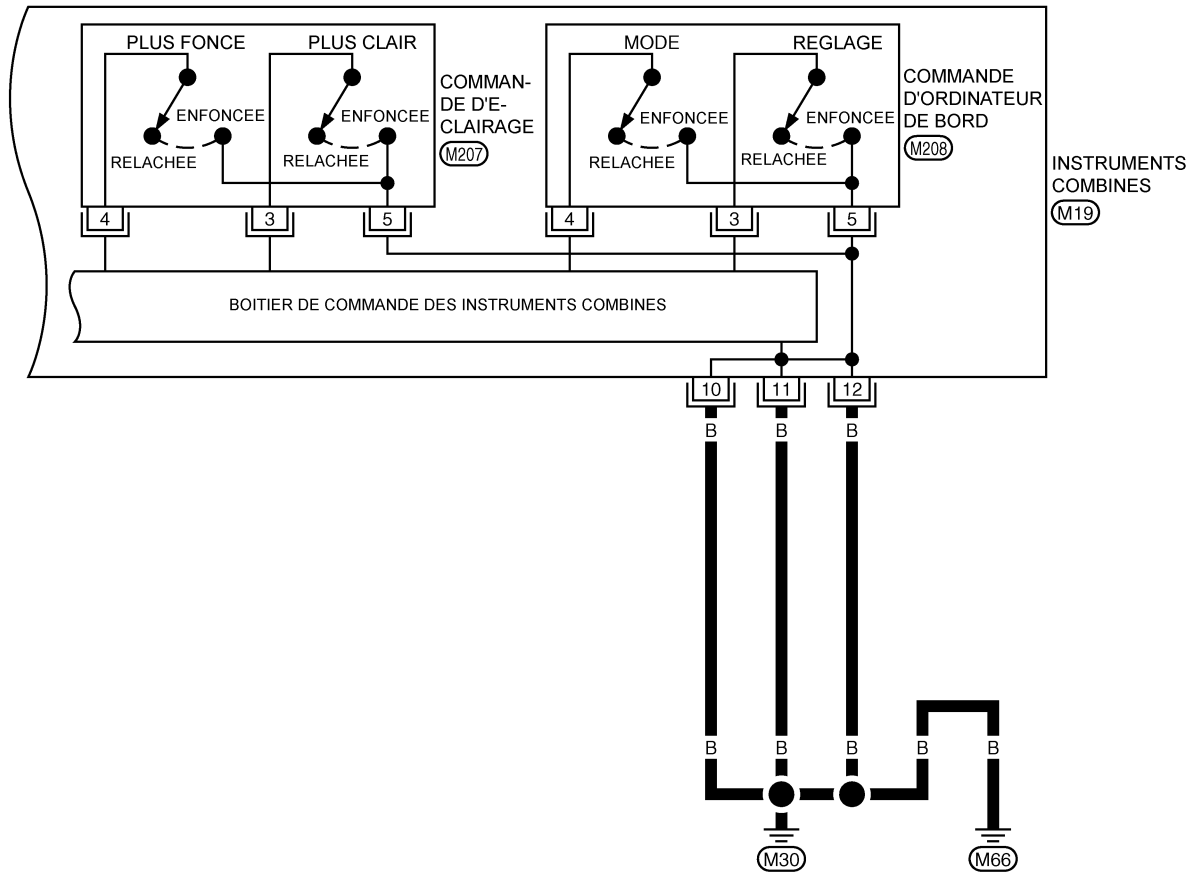 PLUS FONCE
PLUS CLAIR
ENFONCEE
ENFONCEE
RELACHEE
RELACHEE
COMMAN-
DE D'E-
CLAIRAGE
M207
MODE
REGLAGE
ENFONCEE
ENFONCEE
RELACHEE
RELACHEE
COMMANDE
D'ORDINATEUR
DE BORD
M208
INSTRUMENTS
COMBINES
M19
4
3
5
4
3
5
BOITIER DE COMMANDE DES INSTRUMENTS COMBINES
10
11
12
B
B
B
B
B
B
B
B
M30
M66